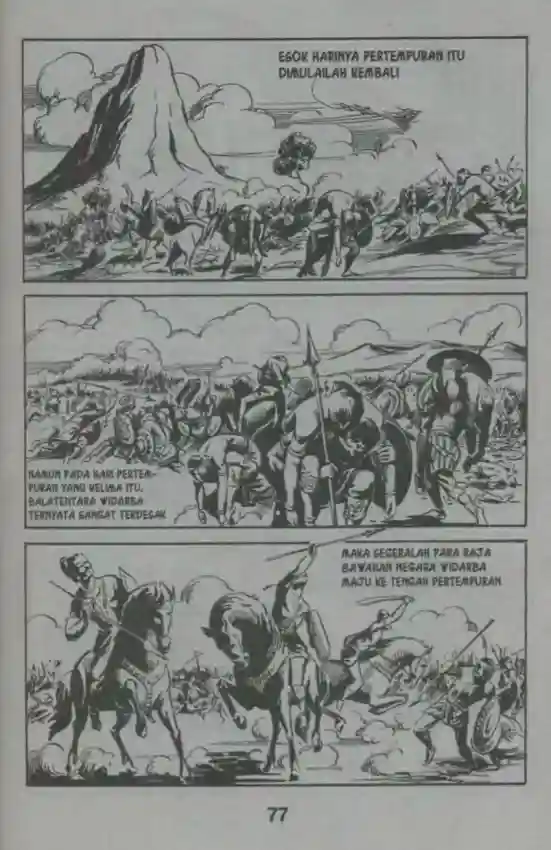 ESOK HARINYA PERTEMPURAN ITU
DIMULAILAH KEMBALI
NAMUN PADA HARI PERTEM-
PURAN YANG KELIMA ITU,
BALATENTARA WIDARBA
TERNYATA SANGAT TERDESAK
MAKA SEGERALAH PARA RAJA
BAWAHAN NEGARA WIDARBA
MAJU KE TENGAH PERTEMPURAN
77